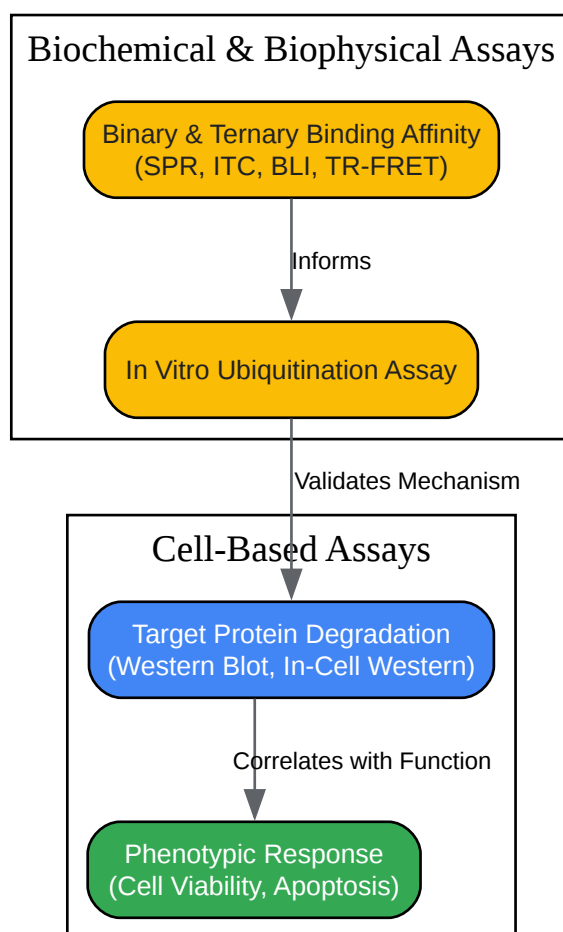 Biochemical & Biophysical Assays
Binary & Ternary Binding Affinity
(SPR, ITC, BLI, TR-FRET)
Informs
In Vitro Ubiquitination Assay
Validates Mechanism
Cell-Based Assays
Target Protein Degradation
(Western Blot, In-Cell Western)
Correlates with Function
Phenotypic Response
(Cell Viability, Apoptosis)